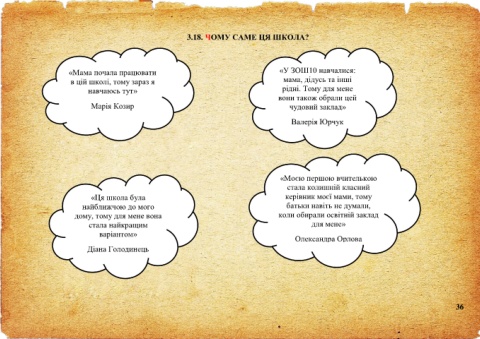 3.18. ЧОМУ САМЕ ЦЯ ШКОЛА?
«Мама почала працювати
в цій школі, тому зараз я
навчаюсь тут»
Марія Козир
«У ЗОШ10 навчалися:
мама, дідусь та інші
рідні. Тому для мене
вони також обрали цей
чудовий заклад»
Валерія Юрчук
«Ця школа була
найближчою до мого
дому, тому для мене вона
стала найкращим
варіантом»
Діана Голодинець
«Моєю першою вчителькою
стала колишній класний
керівник моєї мами, тому
батьки навіть не думали,
коли обирали освітній заклад
для мене»
Олександра Орлова
36